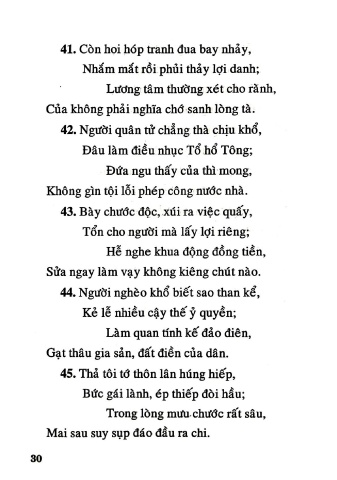 41. Còn hoi hóp tranh đua bay nhảy,
Nhắm mắt rồi phủi thảy lợi danh;
Lương tâm thường xét cho rành,
Của không phải nghĩa chớ sanh lòng tà.
42. Người quân tử chẳng thà chịu khổ,
Đâu làm điều nhục Tổ hổ Tông;
Đứa ngu thấy của thì mong,
Không gìn tội lỗi phép công nước nhà.
43. Bày chước độc, xúi ra việc quấy,
Tổn cho người mà lấy lợi riêng;
Hễ nghe khua động đồng tiền,
Sửa ngay làm vạy không kiêng chút nào.
44. Người nghèo khổ biết sao than kể,
Kẻ lễ nhiều cậy thế ỷ quyền;
Làm quan tính kế đảo điên,
Gạt thâu gia sản, đất điền của dân.
45. Thả tôi tớ thôn lân húng hiếp,
Bức gái lành, ép thiếp đòi hầu;
Trong lòng mưu chước rất sâu,
Mai sau suy sụp đáo đầu ra chi.
30